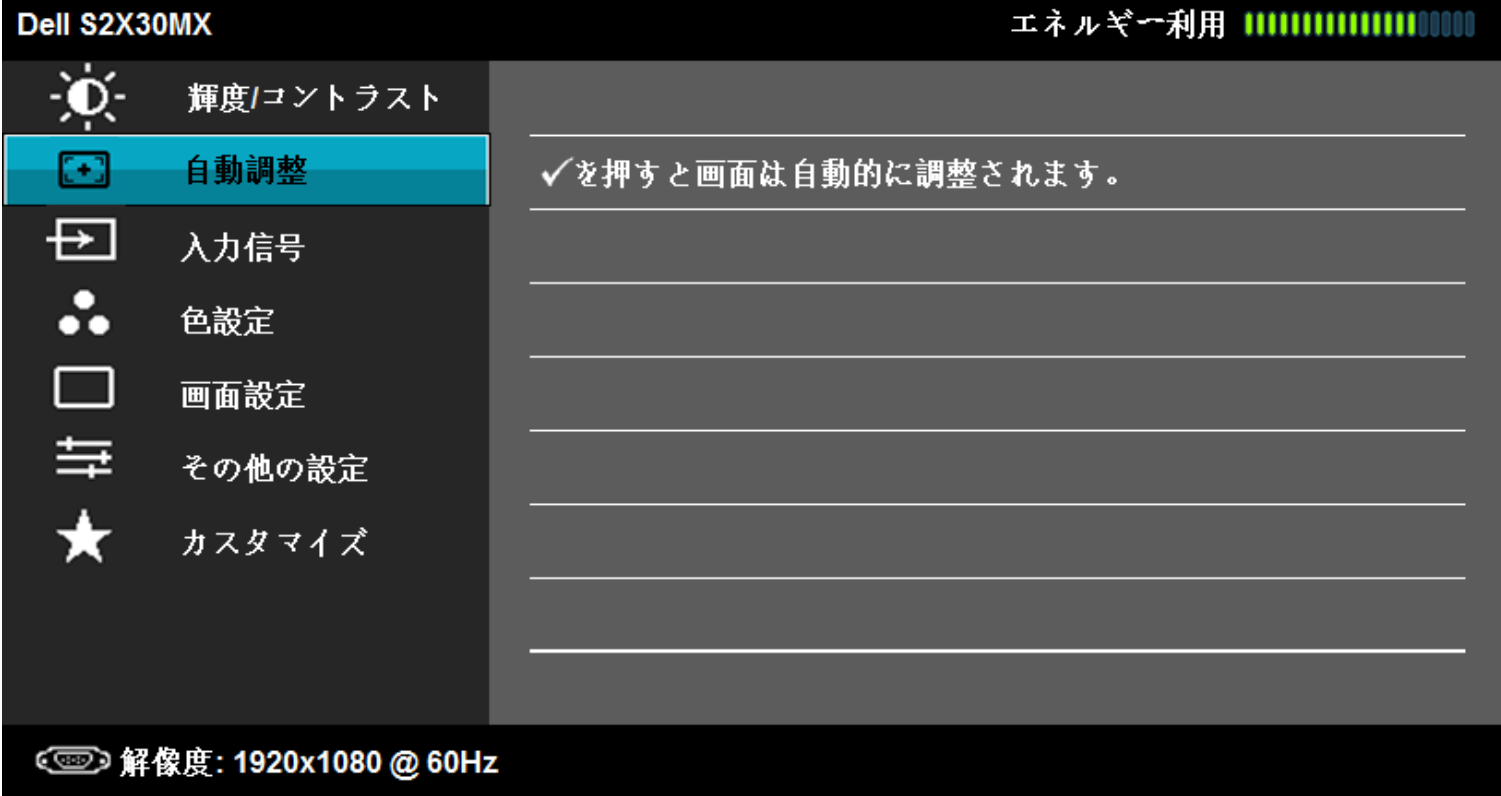 Dell S2X30MX
エネルギー利用
輝度/コントラスト
自動調整
✓を押すと画面は自動的に調整されます。
入力信号
色設定
画面設定
その他の設定
カスタマイズ
解像度: 1920x1080 @ 60Hz